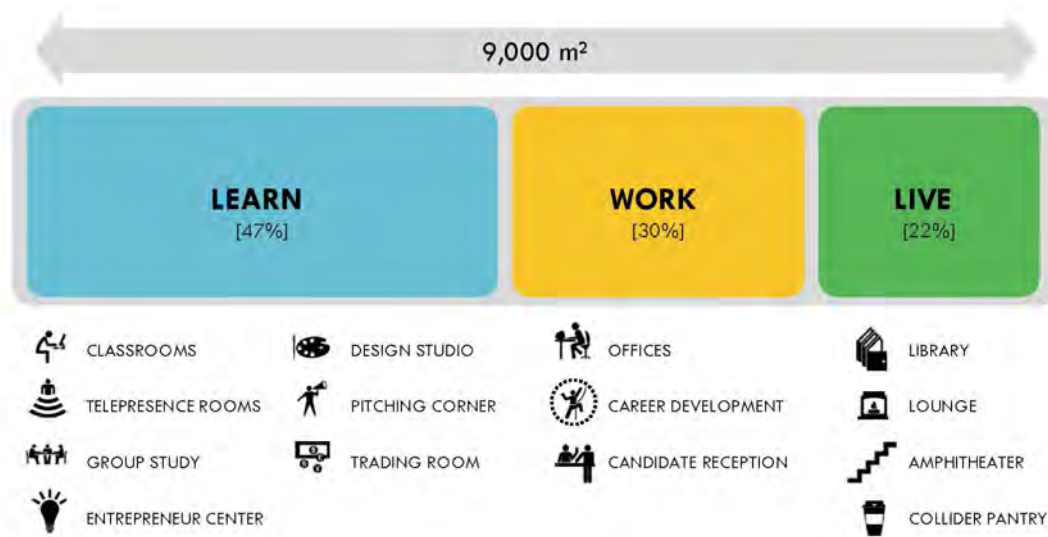 9,000 m²
LEARN
[47%]
WORK
[30%]
LIVE
[22%]
CLASSROOMS
TELEPRESENCE ROOMS
GROUP STUDY
ENTREPRENEUR CENTER
DESIGN STUDIO
PITCHING CORNER
TRADING ROOM
OFFICES
CAREER DEVELOPMENT
CANDIDATE RECEPTION
LIBRARY
LOUNGE
AMPHITHEATER
COLLIDER PANTRY